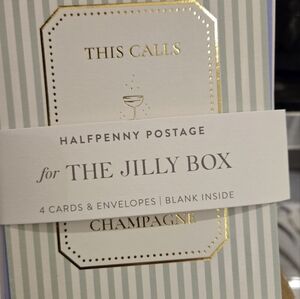 THIS CALLS
HALFPENNY POSTAGE
for THE JILLY BOX
4 CARDS & ENVELOPES | BLANK INSIDE
CHAMPAGNE